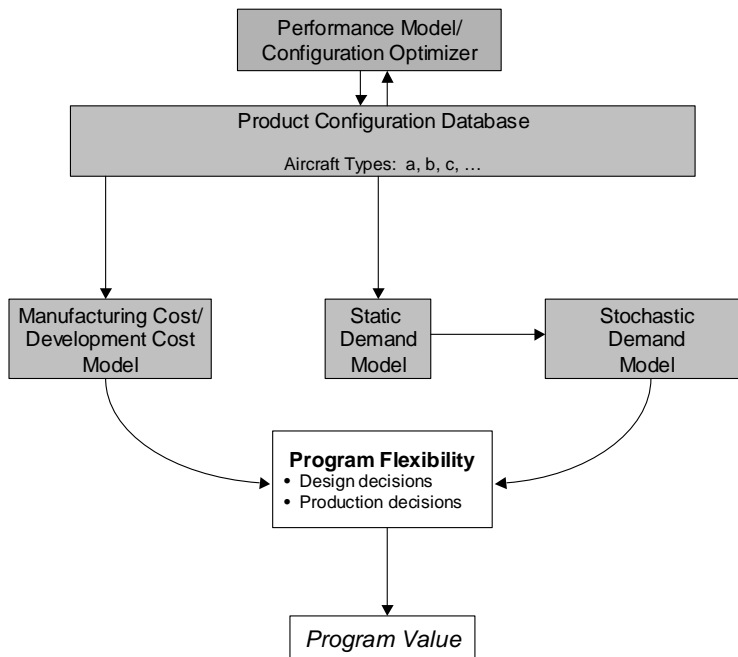 Performance Model/
Configuration Optimizer
Product Configuration Database
Aircraft Types:  a, b, c, …
Manufacturing Cost/
Development Cost
Model
Static
Demand
Model
Stochastic
Demand
Model
Program Flexibility
• Design decisions
• Production decisions
Program Value